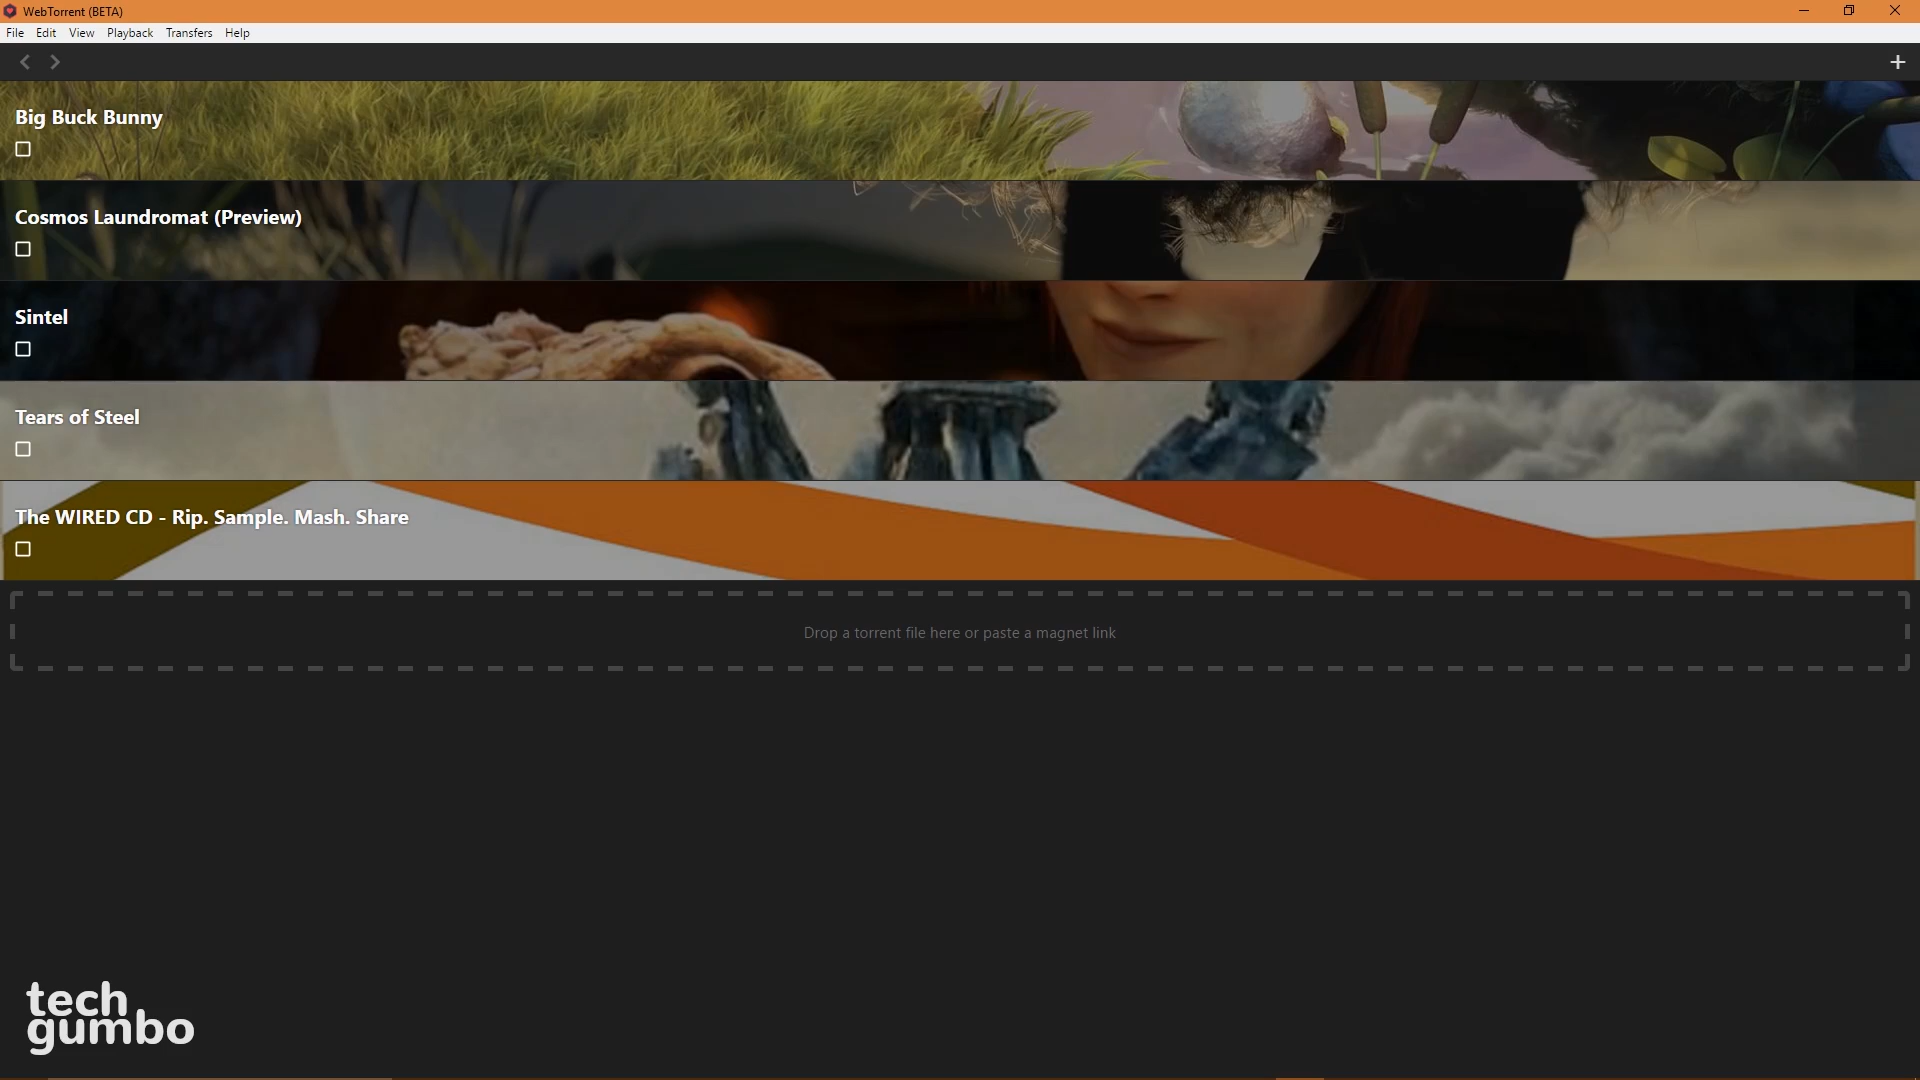 WebTorrent (BETA)
File Edit View Playback Transfers Help
Big Buck Bunny
Cosmos Laundromat (Preview)
Sintel
Tears of Steel
The WIRED CD - Rip. Sample. Mash. Share
Drop a torrent file here or paste a magnet link
tech
gumbo